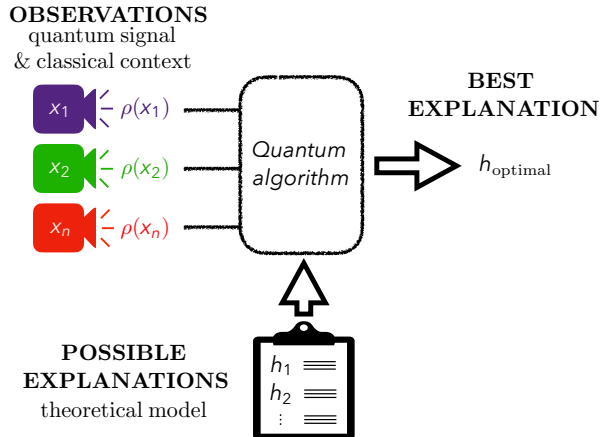 OBSERVATIONS
quantum signal
& classical context
x₁ ρ(x₁)
x₂ ρ(x₂)
xₙ ρ(xₙ)
Quantum
algorithm
BEST
EXPLANATION
h_optimal
POSSIBLE
EXPLANATIONS
theoretical model
h₁
h₂
⋮